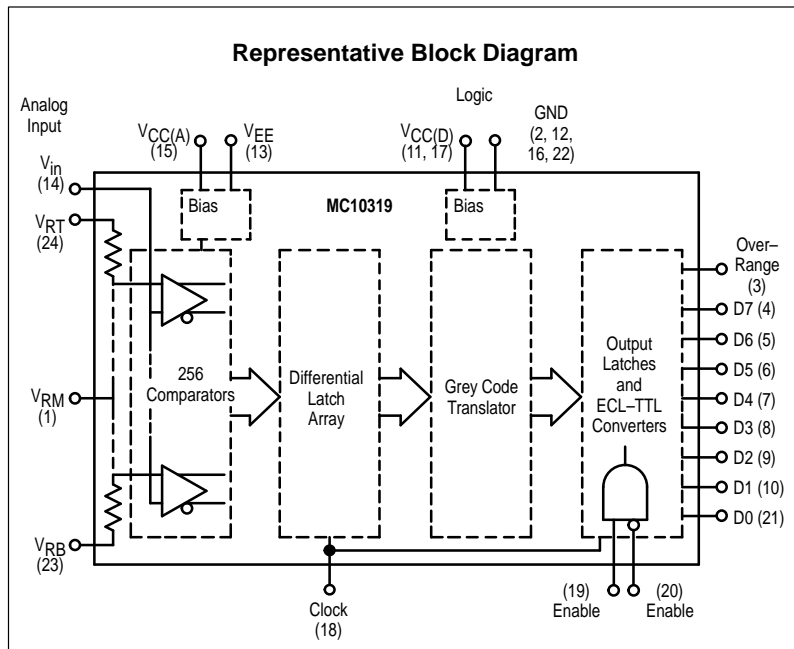 Representative Block Diagram
Analog
Input
Logic
VCC(A)
(15)
VEE
(13)
VCC(D)
(11, 17)
GND
(2, 12,
16, 22)
Vin
(14)
VRT
(24)
Bias
MC10319
Bias
Over–
Range
(3)
D7 (4)
D6 (5)
D5 (6)
D4 (7)
D3 (8)
D2 (9)
D1 (10)
D0 (21)
VRM
(1)
256
Comparators
Differential
Latch
Array
Grey Code
Translator
Output
Latches
and
ECL–TTL
Converters
VRB
(23)
Clock
(18)
(19)
Enable
(20)
Enable